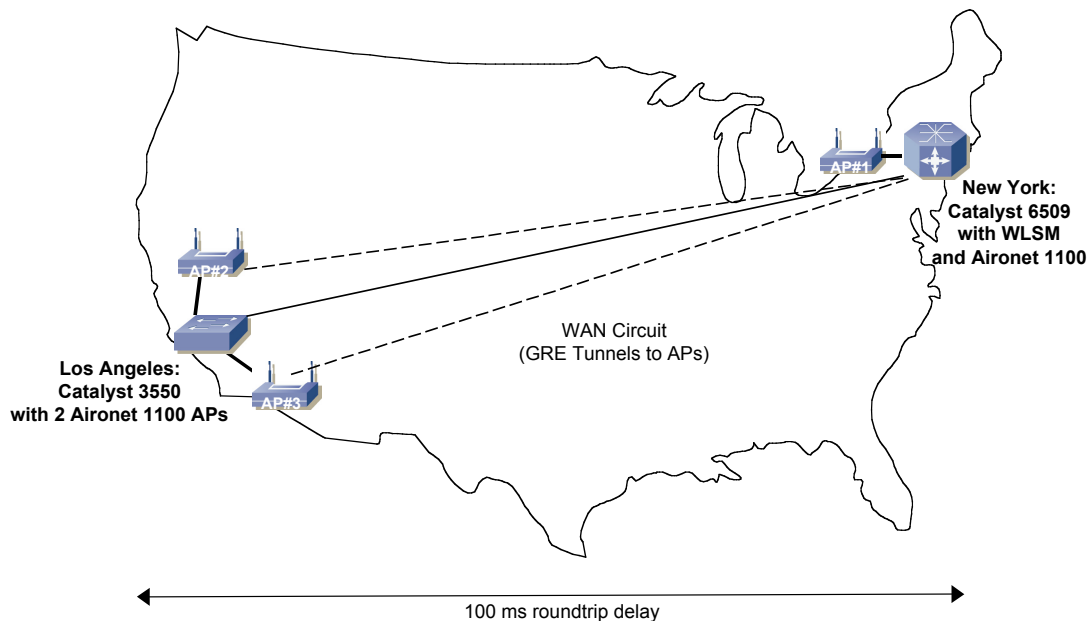 AP#1
New York:
Catalyst 6509
with WLSM
and Aironet 1100
AP#2
WAN Circuit
(GRE Tunnels to APs)
Los Angeles:
Catalyst 3550
with 2 Aironet 1100 APs
AP#3
100 ms roundtrip delay